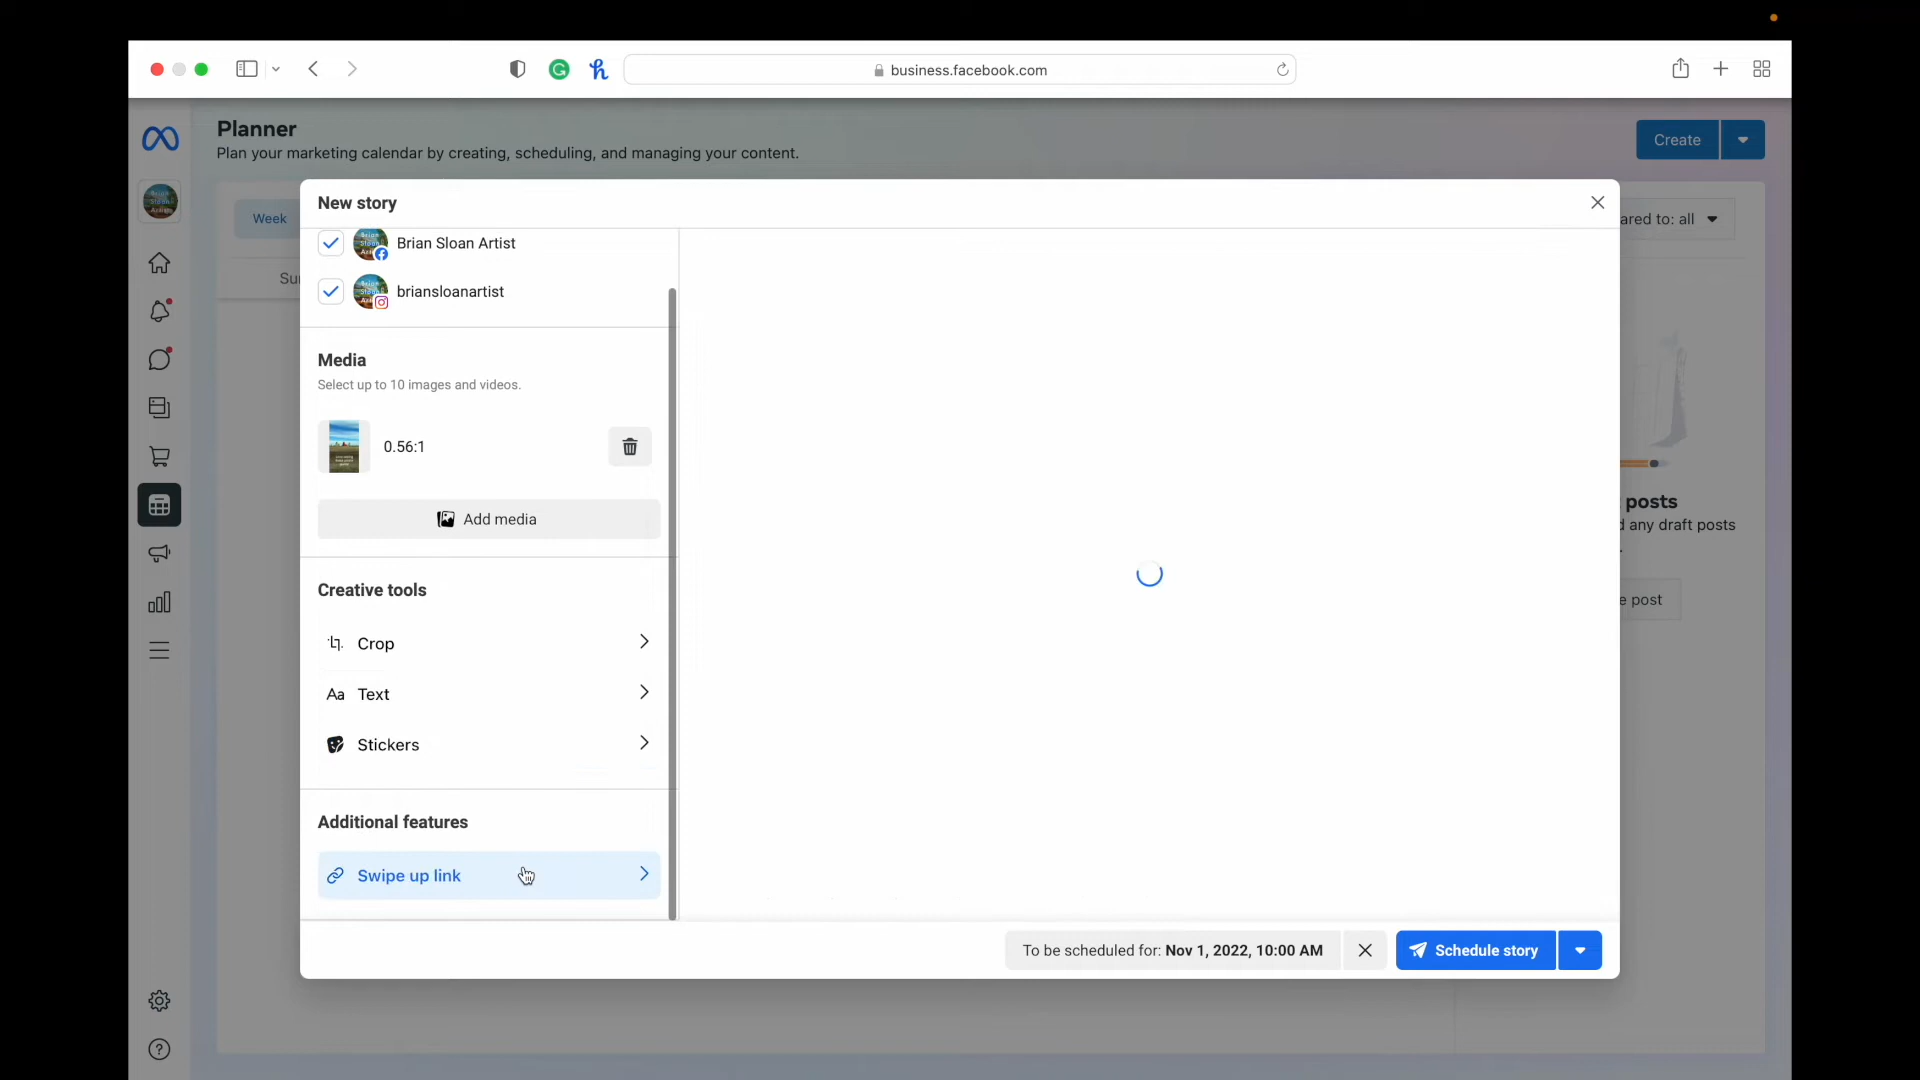 business.facebook.com
Planner
Plan your marketing calendar by creating, scheduling, and managing your content.
Create
Week
ared to: all
New story
Brian Sloan Artist
briansloanartist
Media
Select up to 10 images and videos.
0.56:1
Add media
Creative tools
Crop
Aa Text
Stickers
Additional features
Swipe up link
posts
any draft posts
e post
To be scheduled for: Nov 1, 2022, 10:00 AM
Schedule story